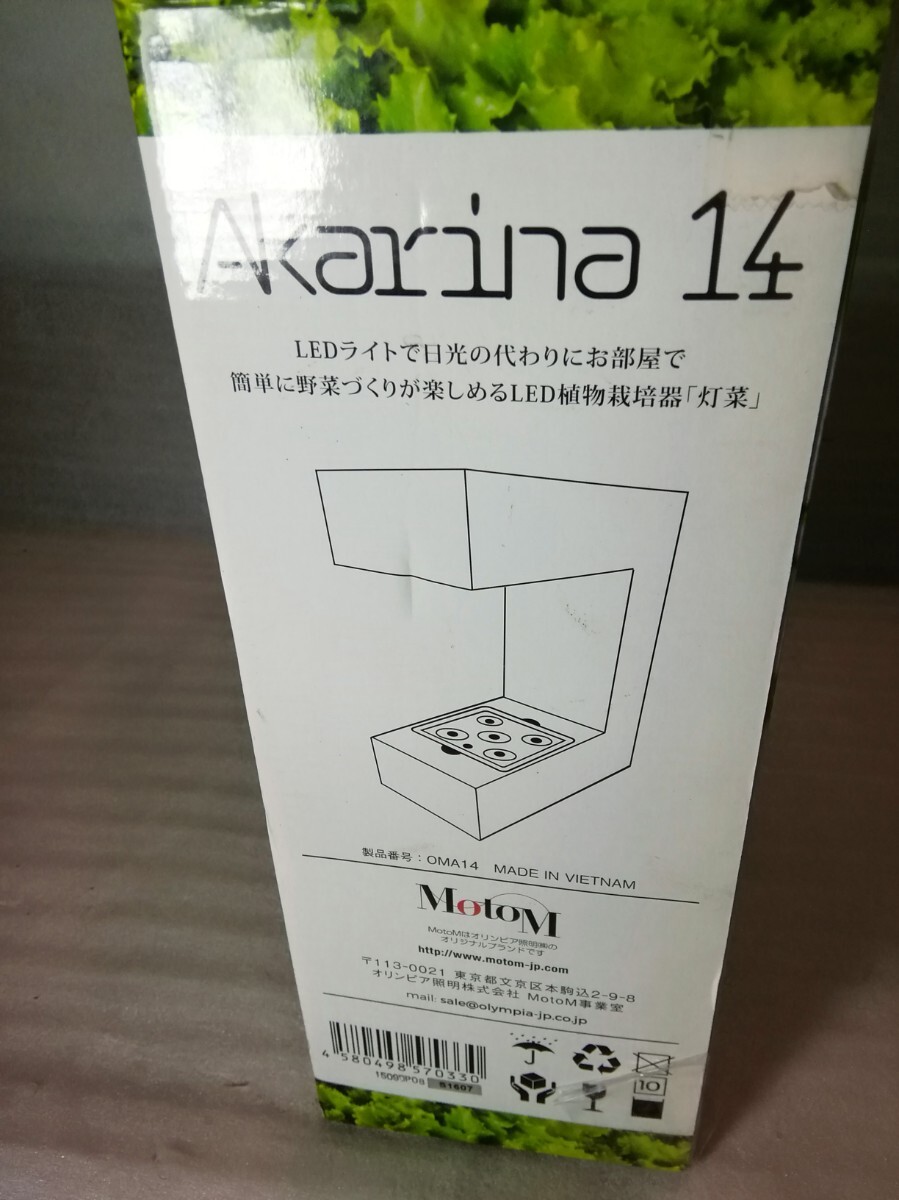 Akarina 14
LEDライトで日光の代わりにお部屋で
簡単に野菜づくりが楽しめるLED植物栽培器「灯菜」
製品番号：OMA14 MADE IN VIETNAM
MotoM
MotoMはオリンピア照明㈱の
オリジナルブランドです
http://www.motom-jp.com
〒113-0021 東京都文京区本駒込2-9-8
オリンピア照明株式会社 MotoM事業室
mail: sale@olympia-jp.co.jp
4580498570330
S1607
10